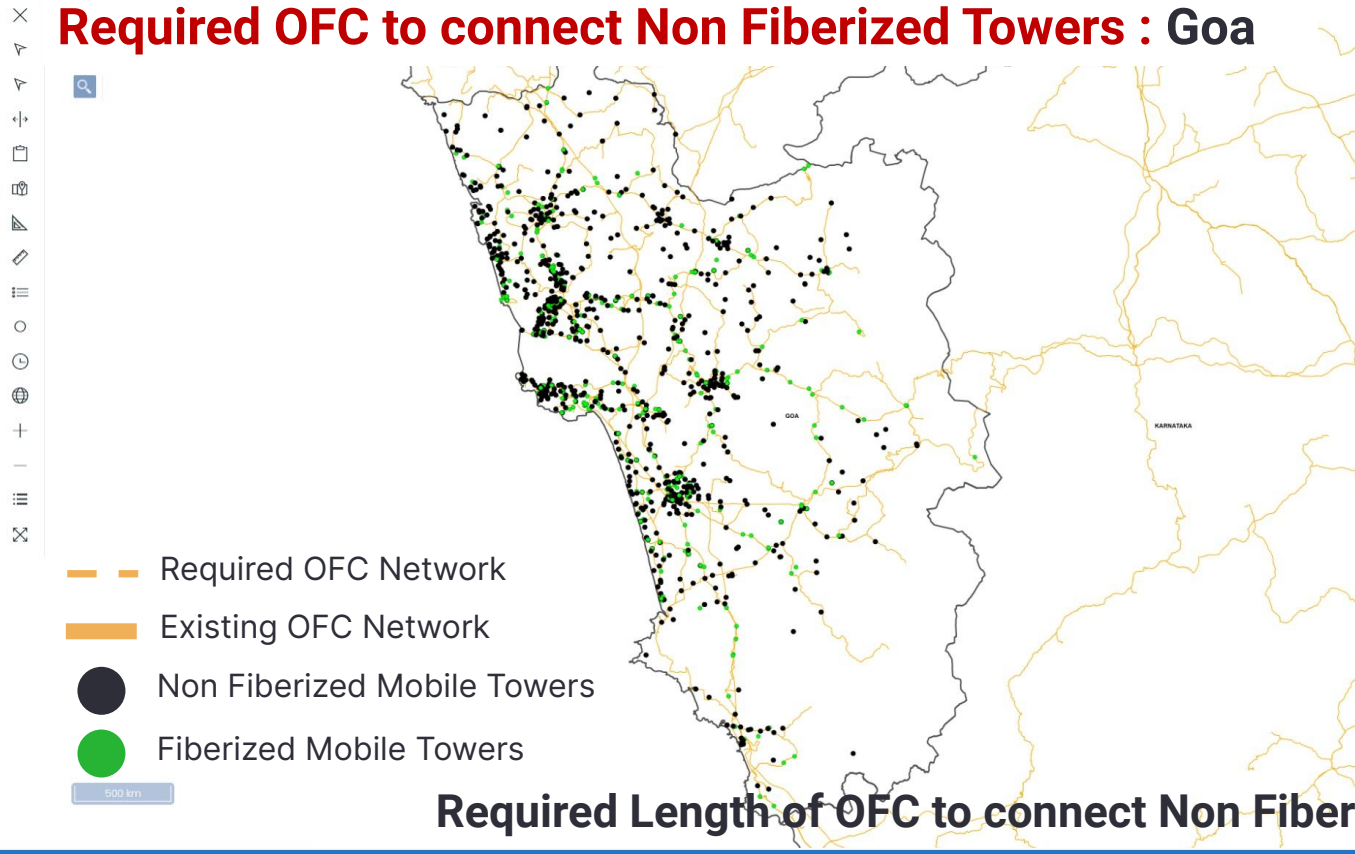 Required OFC to connect Non Fiberized Towers : Goa
GOA
KARNATAKA
Required OFC Network
Existing OFC Network
Non Fiberized Mobile Towers
Fiberized Mobile Towers
500 km
Required Length of OFC to connect Non Fiber